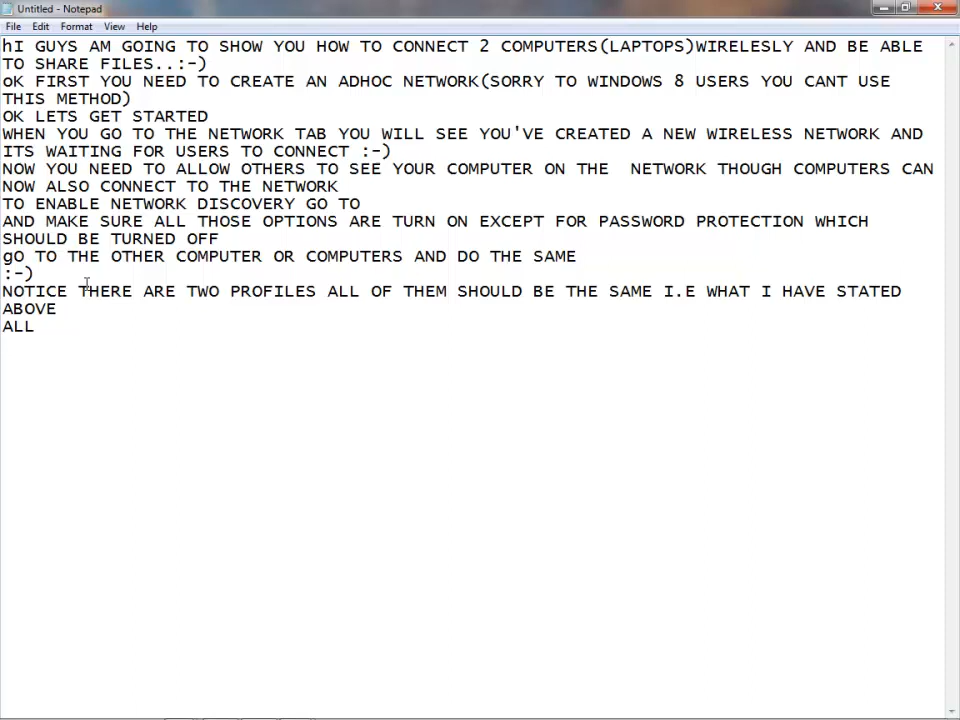 Untitled - Notepad
File Edit Format View Help
hI GUYS AM GOING TO SHOW YOU HOW TO CONNECT 2 COMPUTERS(LAPTOPS)WIRELESLY AND BE ABLE
TO SHARE FILES..:-)
oK FIRST YOU NEED TO CREATE AN ADHOC NETWORK(SORRY TO WINDOWS 8 USERS YOU CANT USE
THIS METHOD)
OK LETS GET STARTED
WHEN YOU GO TO THE NETWORK TAB YOU WILL SEE YOU'VE CREATED A NEW WIRELESS NETWORK AND
ITS WAITING FOR USERS TO CONNECT :-)
NOW YOU NEED TO ALLOW OTHERS TO SEE YOUR COMPUTER ON THE  NETWORK THOUGH COMPUTERS CAN
NOW ALSO CONNECT TO THE NETWORK
TO ENABLE NETWORK DISCOVERY GO TO
AND MAKE SURE ALL THOSE OPTIONS ARE TURN ON EXCEPT FOR PASSWORD PROTECTION WHICH
SHOULD BE TURNED OFF
gO TO THE OTHER COMPUTER OR COMPUTERS AND DO THE SAME
:-)
NOTICE THERE ARE TWO PROFILES ALL OF THEM SHOULD BE THE SAME I.E WHAT I HAVE STATED
ABOVE
ALL